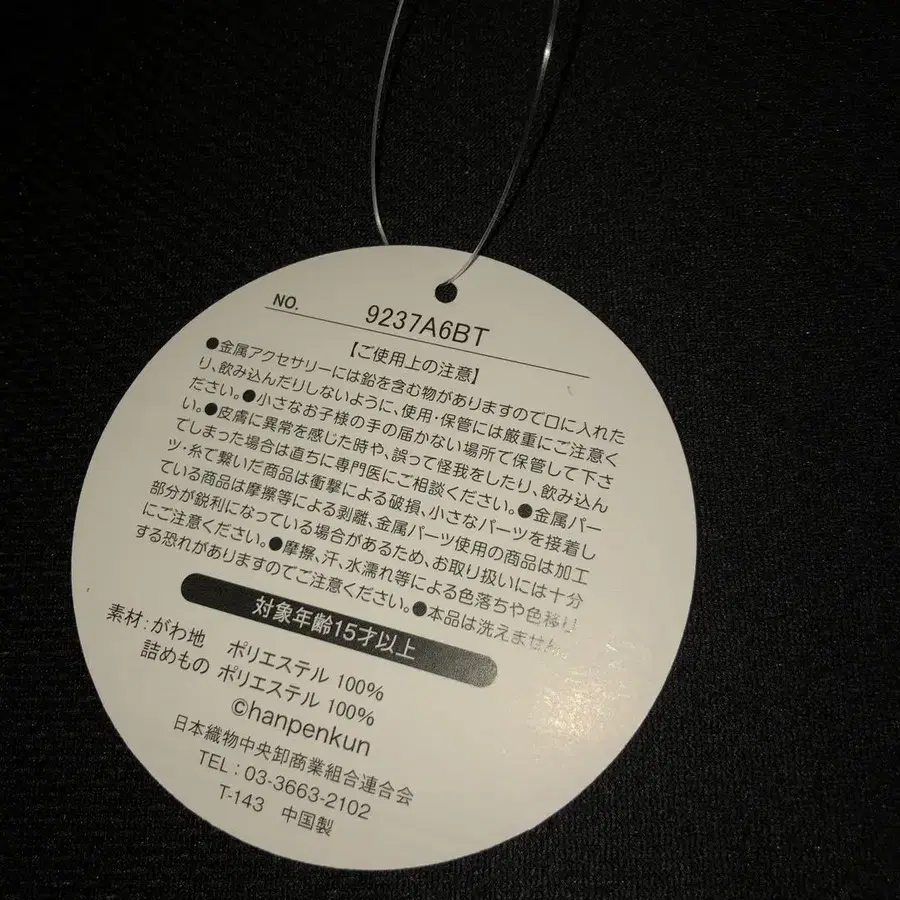 NO. 9237A6BT
【ご使用上の注意】
●金属アクセサリーには鉛を含む物がありますので口に入れた
り、飲み込んだりしないように、使用・保管には厳重にご注意く
ださい。●小さなお子様の手の届かない場所で保管して下さ
い。●皮膚に異常を感じた時や、誤って怪我をしたり、飲み込ん
でしまった場合は直ちに専門医にご相談ください。●金属パー
ツ・糸で繋いだ商品は衝撃による破損、小さなパーツを接着し
ている商品は摩擦等による剥離、金属パーツ使用の商品は加工
部分が鋭利になっている場合があるため、お取り扱いには十分
にご注意ください。●摩擦、汗、水濡れ等による色落ちや色移り
する恐れがありますのでご注意ください。●本品は洗えません。
対象年齢15才以上
素材:がわ地 ポリエステル 100%
詰めもの ポリエステル 100%
©hanpenkun
日本織物中央卸商業組合連合会
TEL:03-3663-2102
T-143 中国製